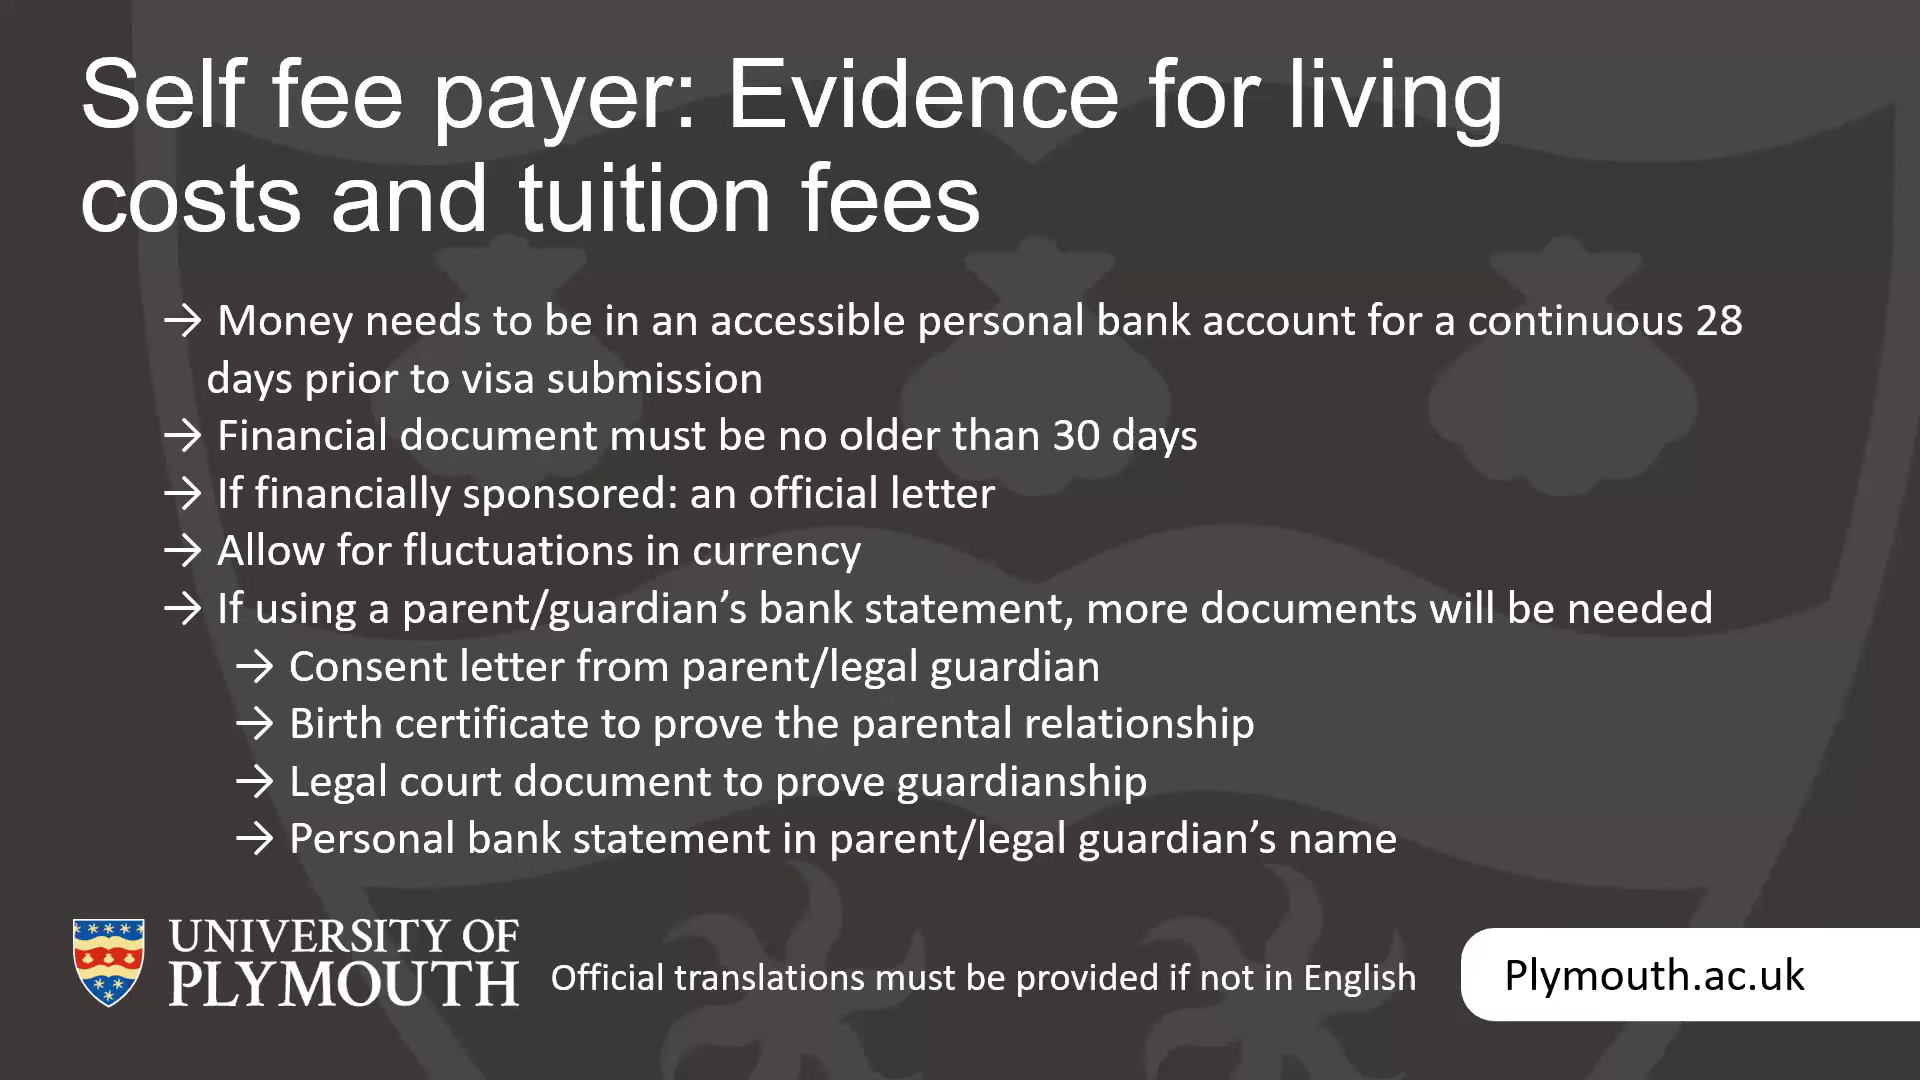 Self fee payer: Evidence for living
costs and tuition fees
→ Money needs to be in an accessible personal bank account for a continuous 28
days prior to visa submission
→ Financial document must be no older than 30 days
→ If financially sponsored: an official letter
→ Allow for fluctuations in currency
→ If using a parent/guardian’s bank statement, more documents will be needed
→ Consent letter from parent/legal guardian
→ Birth certificate to prove the parental relationship
→ Legal court document to prove guardianship
→ Personal bank statement in parent/legal guardian’s name
UNIVERSITY OF
PLYMOUTH
Official translations must be provided if not in English
Plymouth.ac.uk